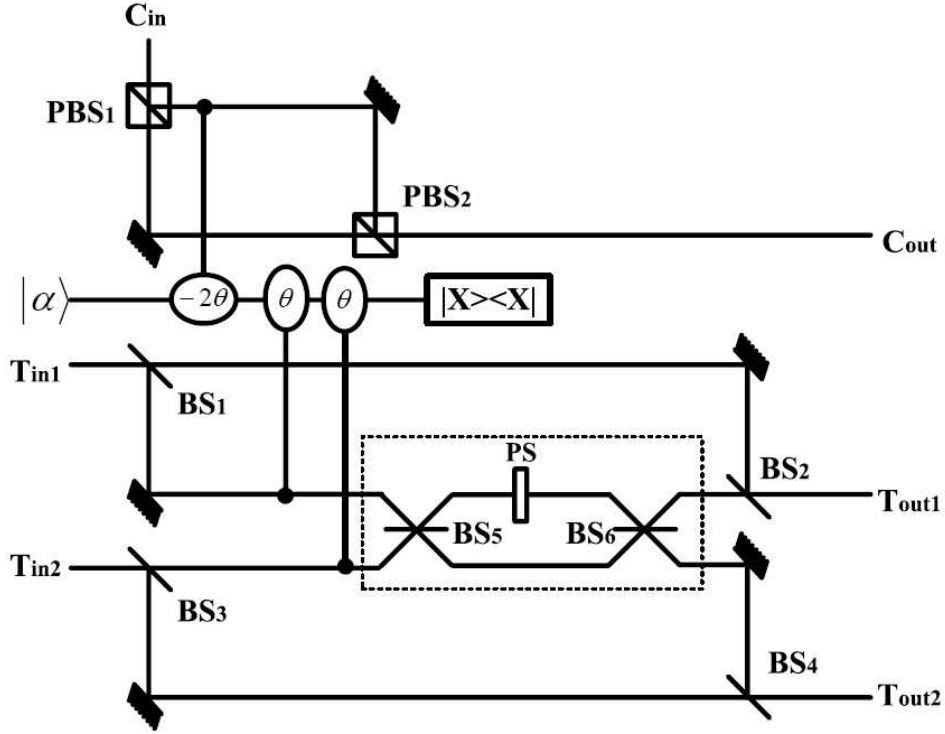 Cin
PBS1
PBS2
Cout
|α⟩ −2θ θ θ |X><X|
Tin1
BS1
PS
BS2
BS5 BS6 Tout1
Tin2
BS3
BS4
Tout2